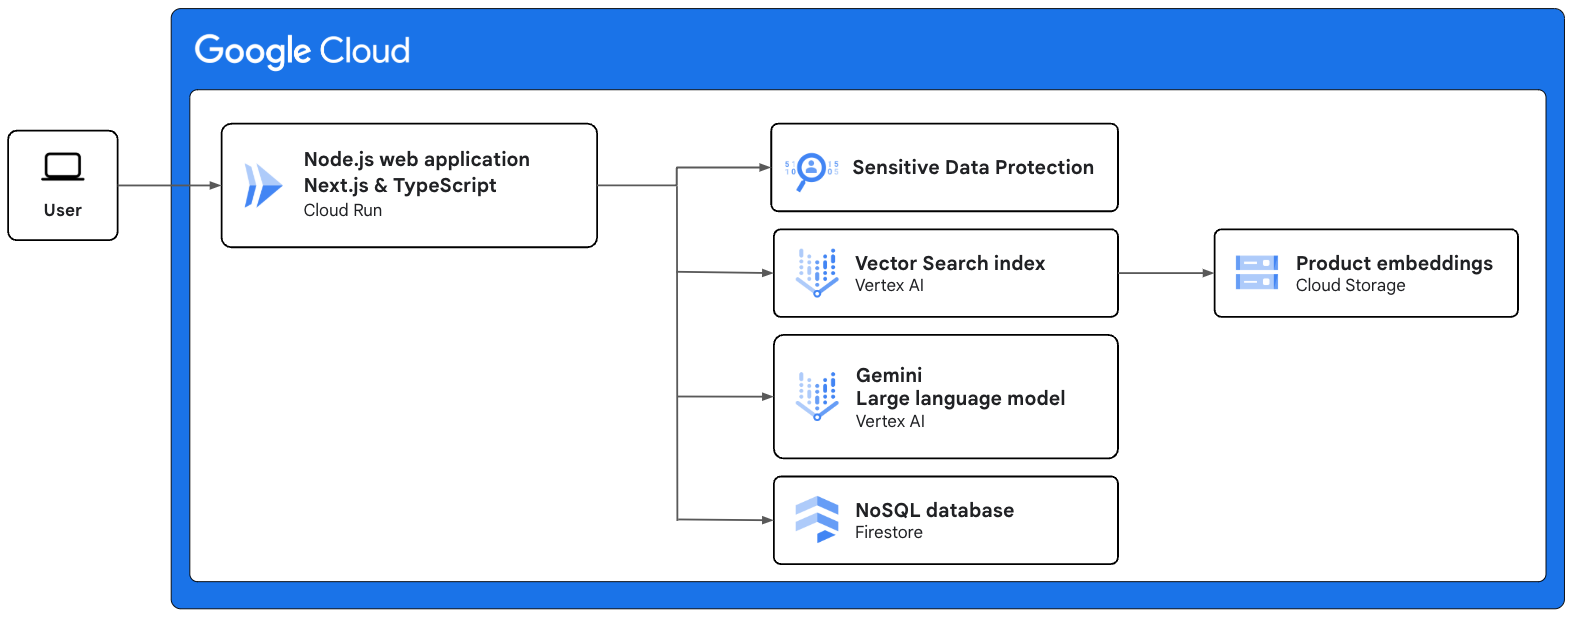 Google Cloud
User
Node.js web application
Next.js & TypeScript
Cloud Run
Sensitive Data Protection
Vector Search index
Vertex AI
Product embeddings
Cloud Storage
Gemini
Large language model
Vertex AI
NoSQL database
Firestore